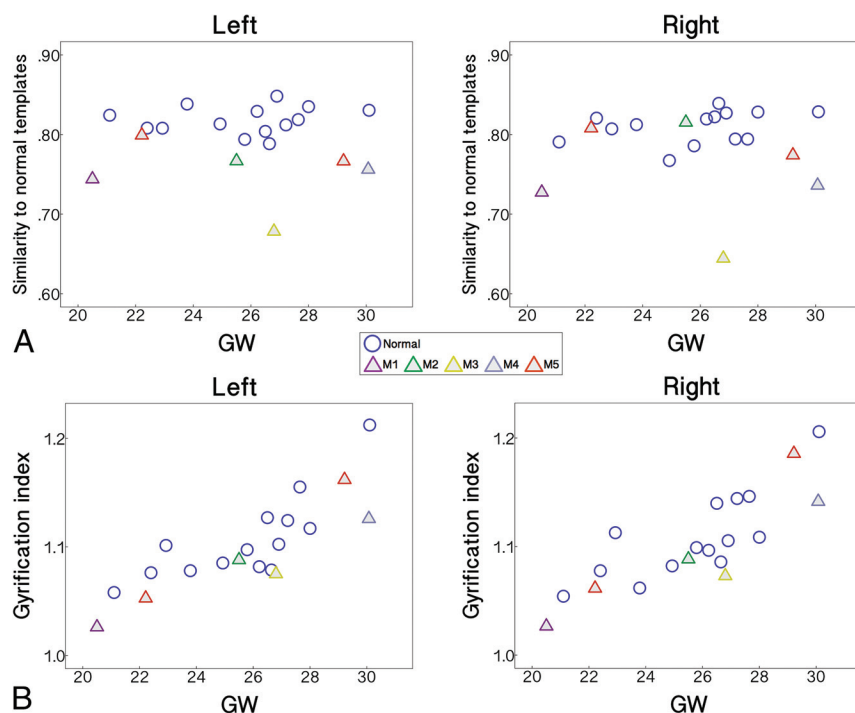 Left
Right
Similarity to normal templates
.90
.80
.70
.60
20 22 24 26 28 30
GW
Similarity to normal templates
.90
.80
.70
.60
20 22 24 26 28 30
GW
A
Normal
M1 M2 M3 M4 M5
Left
Right
Gyrification index
1.2
1.1
1.0
20 22 24 26 28 30
GW
Gyrification index
1.2
1.1
1.0
20 22 24 26 28 30
GW
B